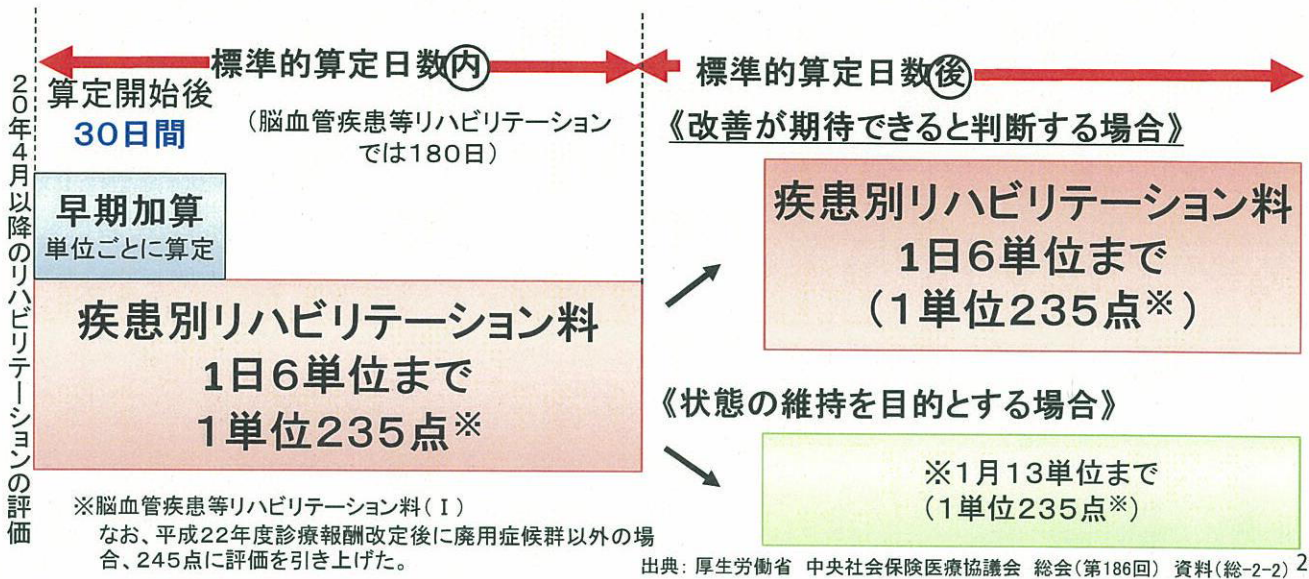 20年4月以降のリハビリテーションの評価
標準的算定日数内
算定開始後
30日間
(脳血管疾患等リハビリテーション
では180日)
早期加算
単位ごとに算定
疾患別リハビリテーション料
1日6単位まで
1単位235点※
※脳血管疾患等リハビリテーション料(Ⅰ)
なお、平成22年度診療報酬改定後に廃用症候群以外の場
合、245点に評価を引き上げた。
標準的算定日数後
《改善が期待できると判断する場合》
疾患別リハビリテーション料
1日6単位まで
(1単位235点※)
《状態の維持を目的とする場合》
※1月13単位まで
(1単位235点※)
出典: 厚生労働省 中央社会保険医療協議会 総会(第186回) 資料(総-2-2)
2